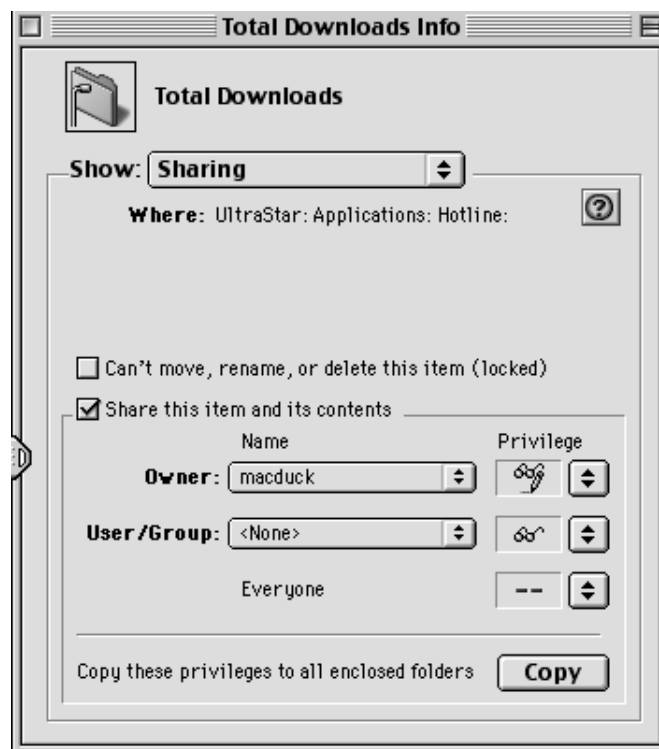 Total Downloads Info
Total Downloads
Show: Sharing
Where: UltraStar: Applications: Hotline:
?
Can't move, rename, or delete this item (locked)
Share this item and its contents
Name Privilege
Owner: macduck
User/Group: <None>
Everyone --
Copy these privileges to all enclosed folders Copy